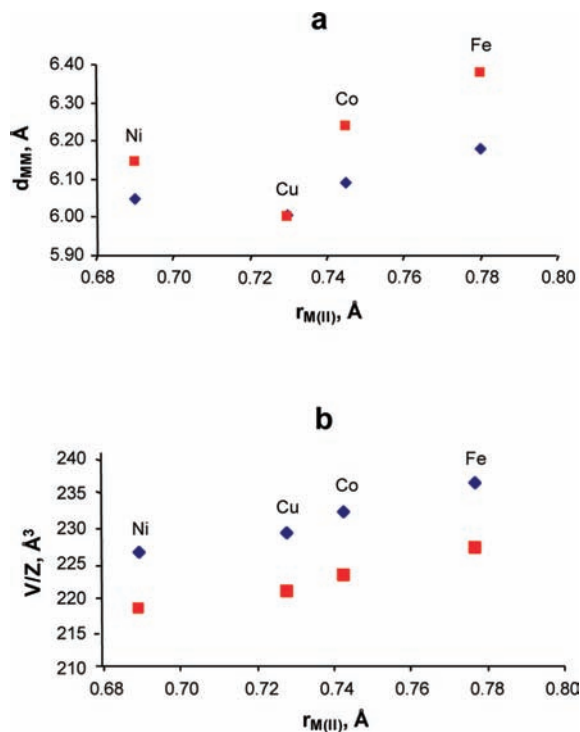 a
6.40
6.30
6.20
6.10
6.00
5.90
d_MM, Å
Ni
Cu
Co
Fe
0.68 0.70 0.72 0.74 0.76 0.78 0.80
r_M(II), Å
b
240
235
230
225
220
215
210
V/Z, Å³
Ni
Cu
Co
Fe
0.68 0.70 0.72 0.74 0.76 0.78 0.80
r_M(II), Å